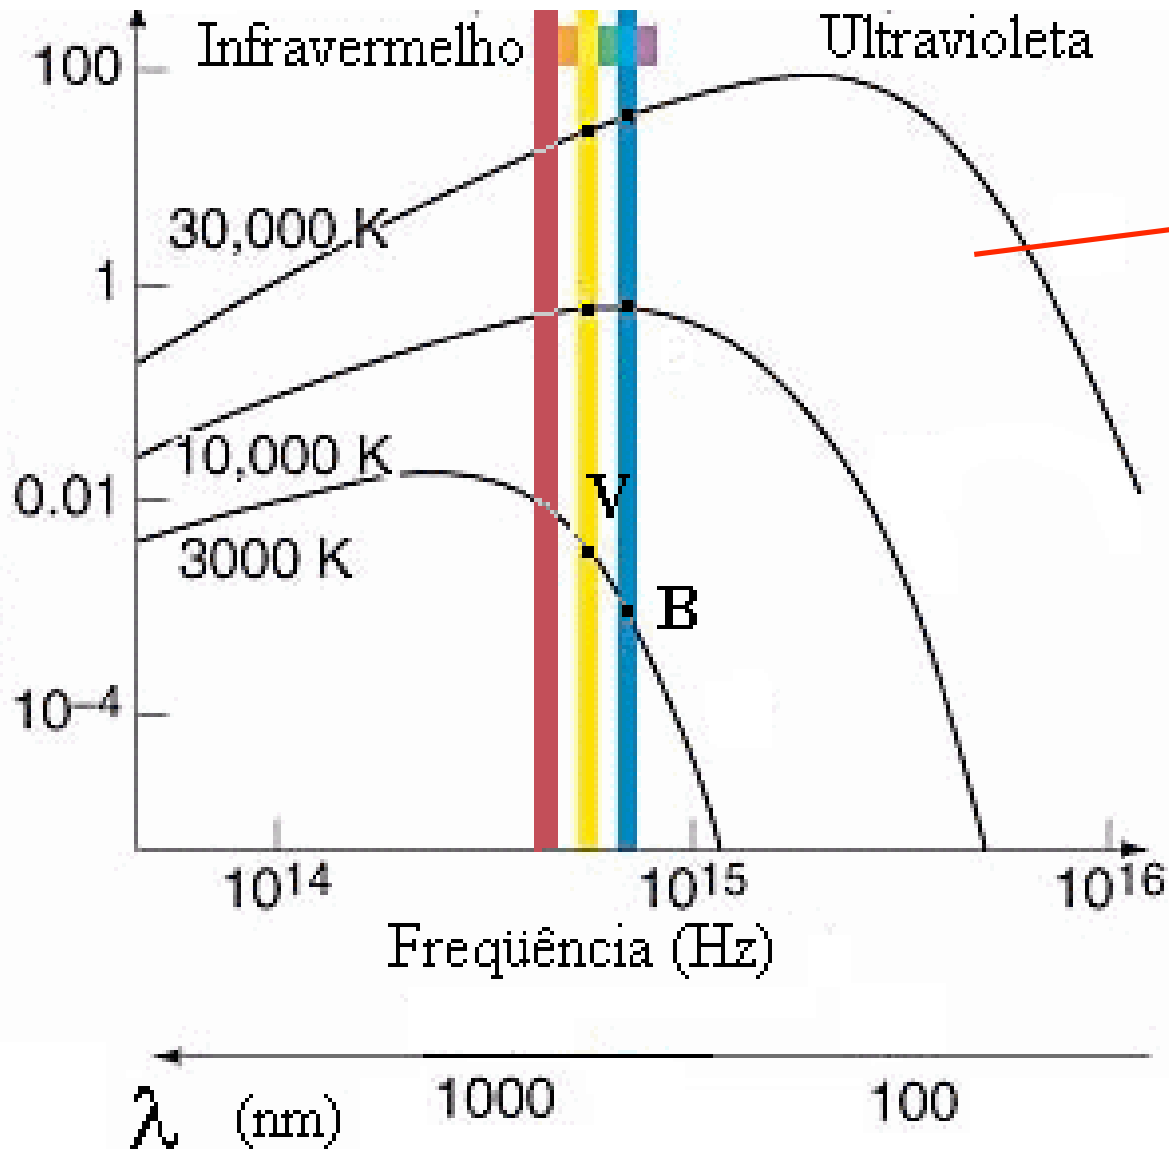 Infravermelho
Ultravioleta
100
30,000 K
1
10,000 K
0.01
V
3000 K
B
10⁻⁴
10¹⁴
10¹⁵
10¹⁶
Freqüência (Hz)
λ (nm)
1000
100